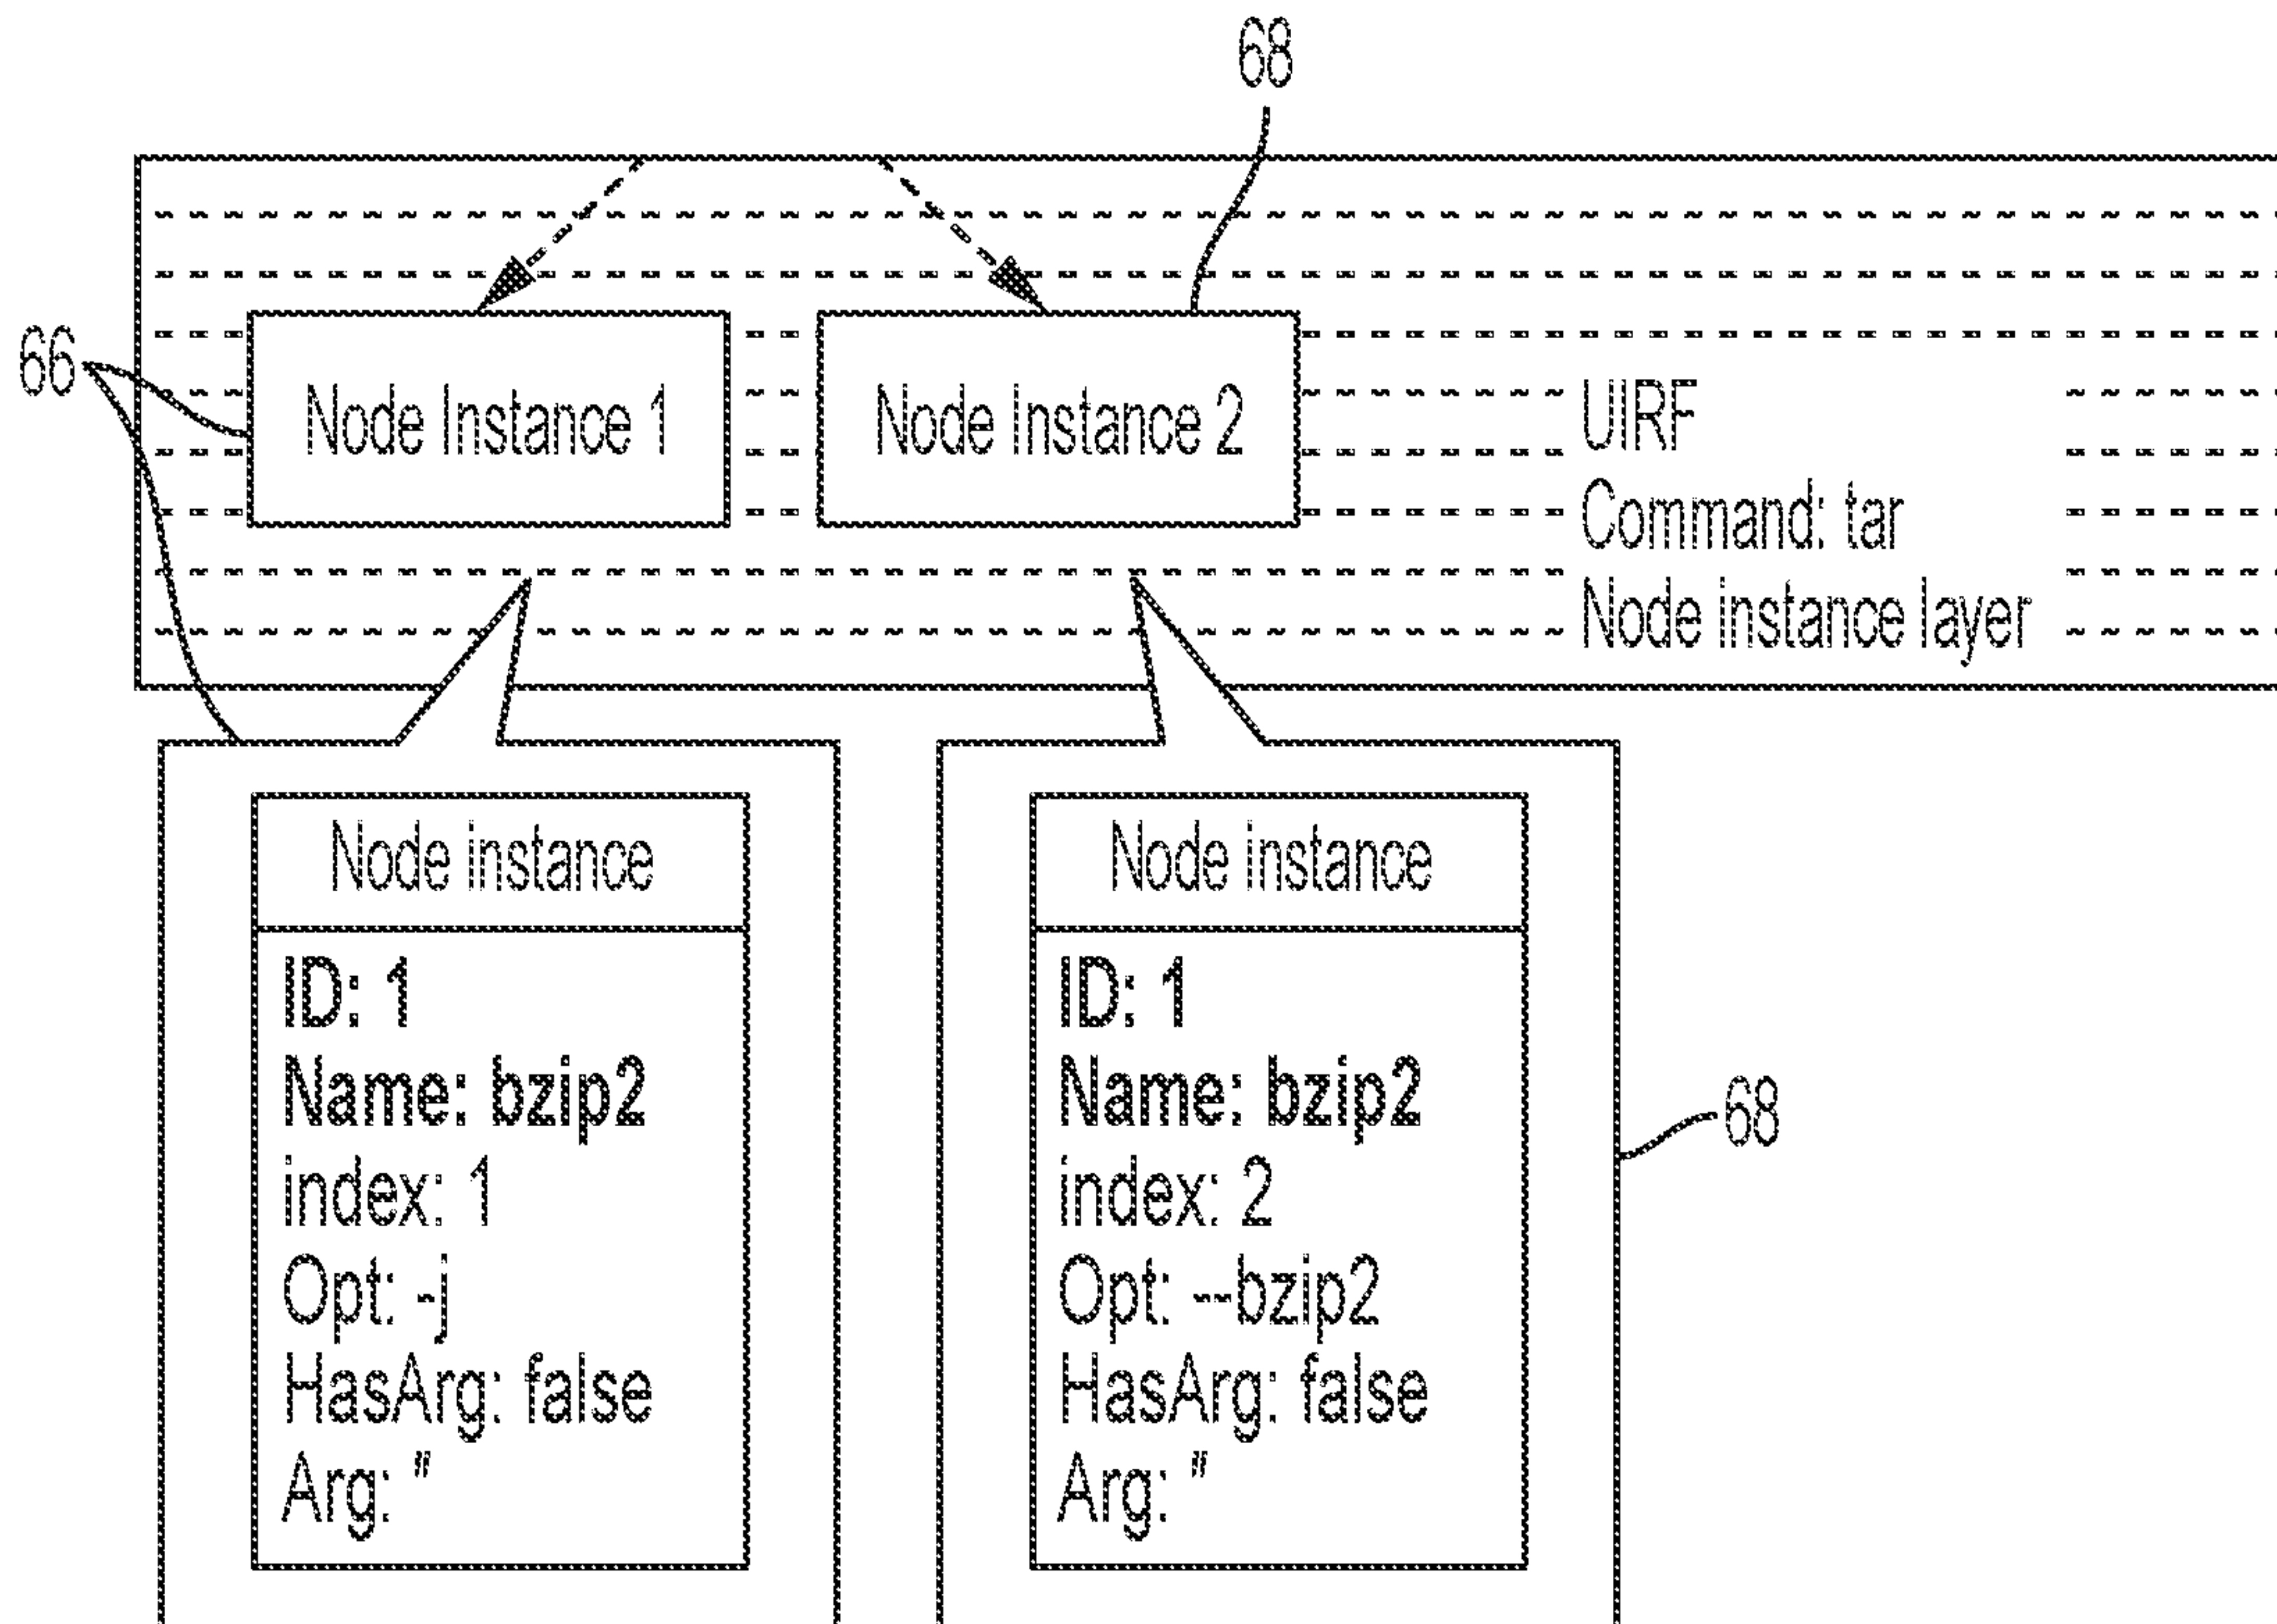 68
66
Node Instance 1
Node Instance 2
UIRF
Command: tar
Node instance layer
Node instance
ID: 1
Name: bzip2
index: 1
Opt: -j
HasArg: false
Arg: "
Node instance
ID: 1
Name: bzip2
index: 2
Opt: --bzip2
HasArg: false
Arg: "
68